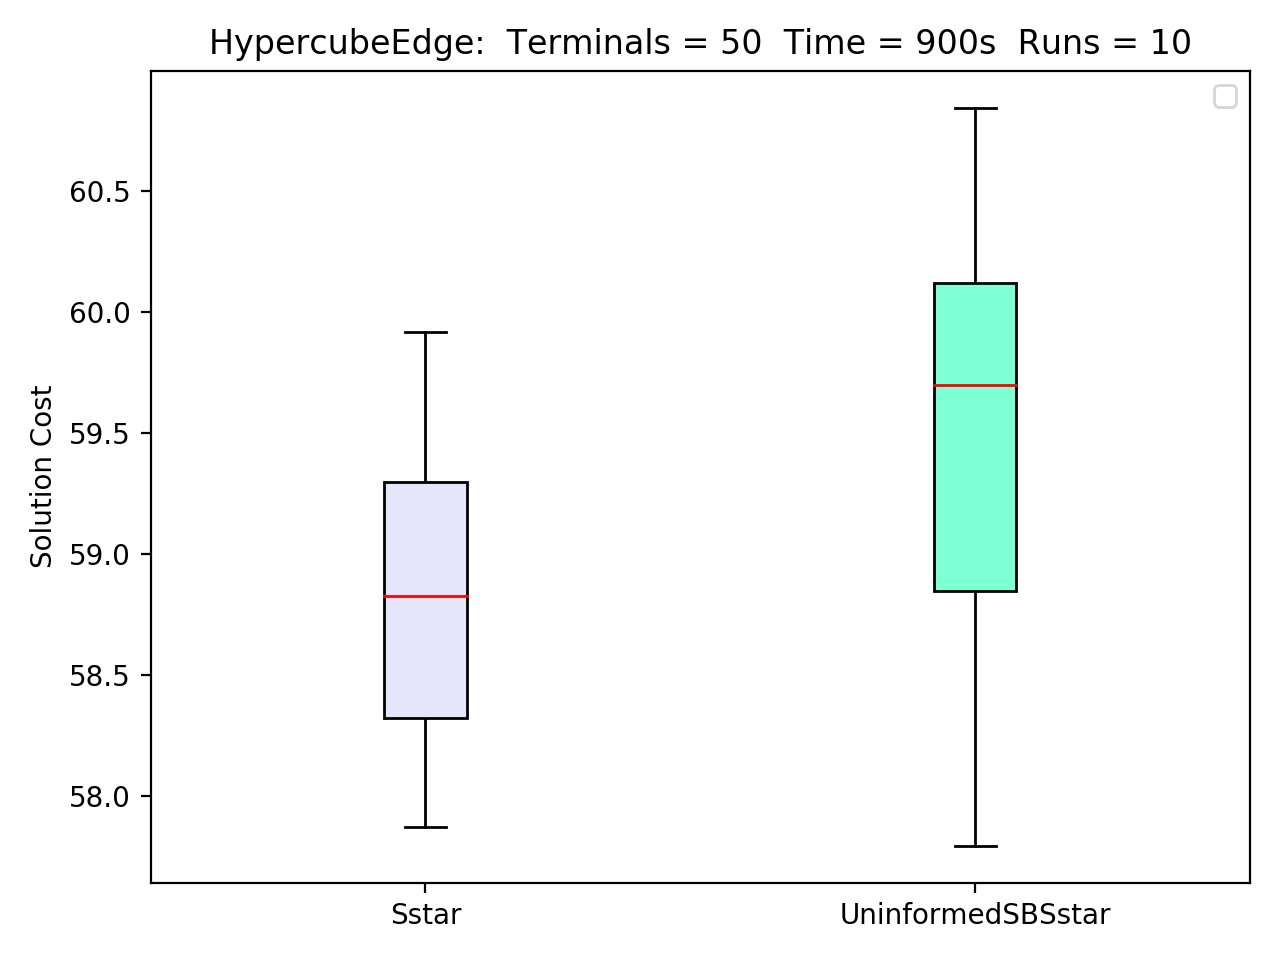 HypercubeEdge:  Terminals = 50  Time = 900s  Runs = 10
60.5
60.0
59.5
59.0
58.5
58.0
Solution Cost
Sstar
UninformedSBSstar